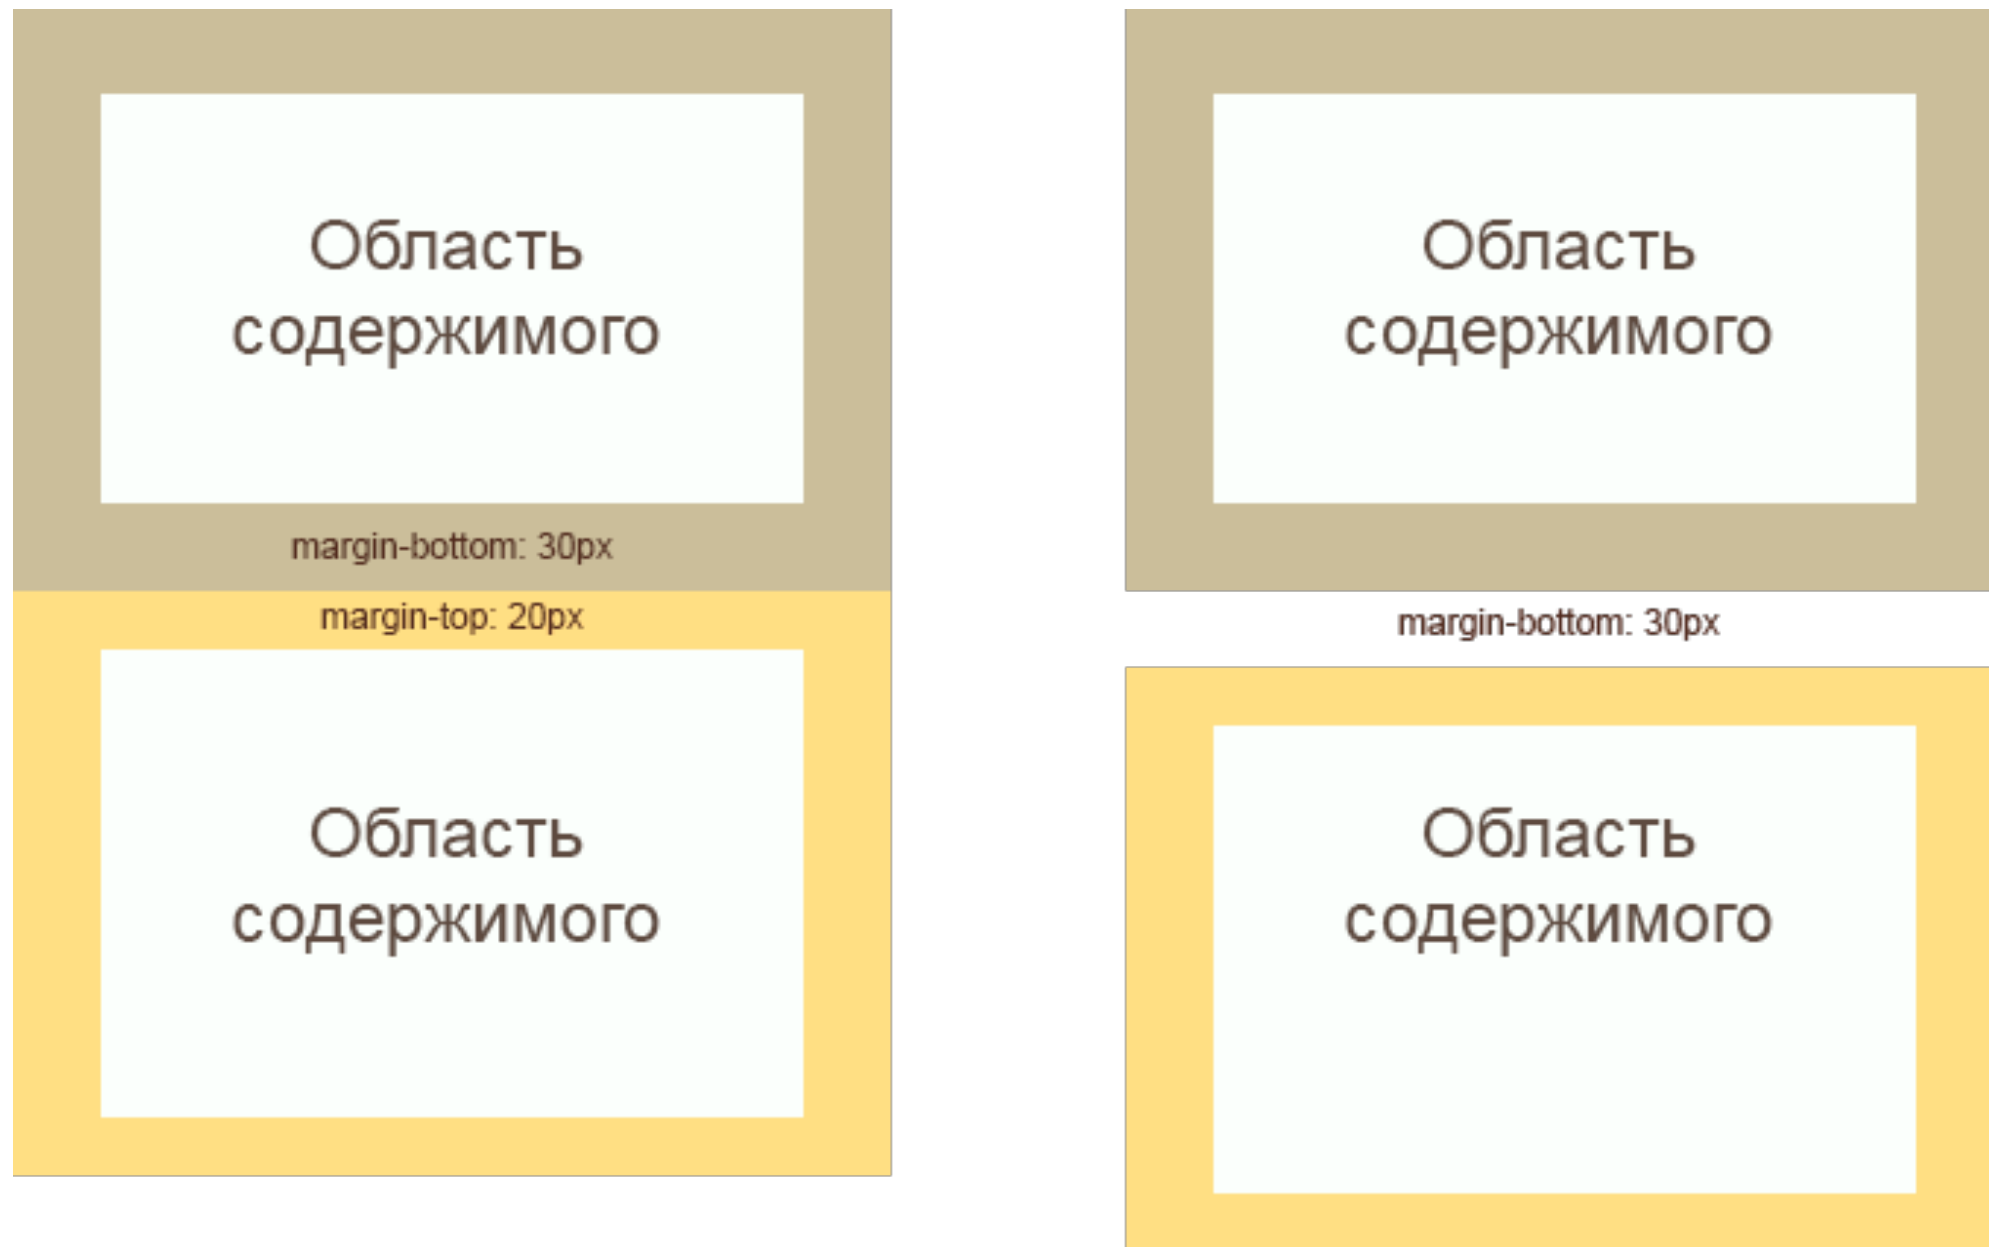 Область
содержимого
margin-bottom: 30px
margin-top: 20px
Область
содержимого
Область
содержимого
margin-bottom: 30px
Область
содержимого